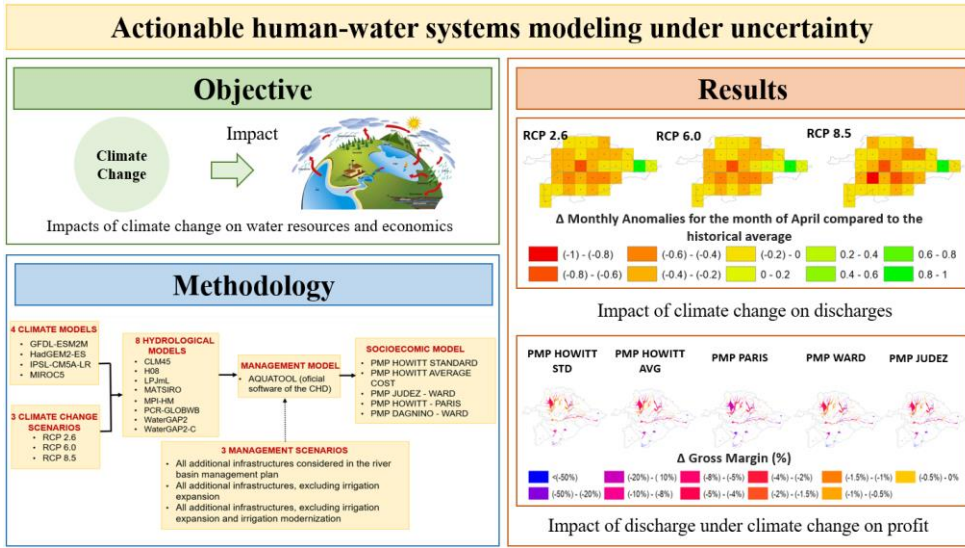 Actionable human-water systems modeling under uncertainty
Objective
Climate
Change
Impact
Impacts of climate change on water resources and economics
Methodology
4 CLIMATE MODELS
• GFDL-ESM2M
• HadGEM2-ES
• IPSL-CM5A-LR
• MIROC5
3 CLIMATE CHANGE
SCENARIOS
• RCP 2.6
• RCP 6.0
• RCP 8.5
8 HYDROLOGICAL
MODELS
• CLM45
• H08
• LPJmL
• MATSIRO
• MPI-HM
• PCR-GLOBWB
• WaterGAP2
• WaterGAP2-C
MANAGEMENT MODEL
• AQUATOOL (oficial
software of the CHD)
SOCIOECOMIC MODEL
• PMP HOWITT STANDARD
• PMP HOWITT AVERAGE
COST
• PMP JUDEZ - WARD
• PMP HOWITT - PARIS
• PMP DAGNINO - WARD
3 MANAGEMENT SCENARIOS
• All additional infrastructures considered in the river
basin management plan
• All additional infrastructures, excluding irrigation
expansion
• All additional infrastructures, excluding irrigation
expansion and irrigation modernization
Results
RCP 2.6
RCP 6.0
RCP 8.5
Δ Monthly Anomalies for the month of April compared to the
historical average
(-1) - (-0.8)
(-0.6) - (-0.4)
(-0.2) - 0
0.2 - 0.4
0.6 - 0.8
(-0.8) - (-0.6)
(-0.4) - (-0.2)
0 - 0.2
0.4 - 0.6
0.8 - 1
Impact of climate change on discharges
PMP HOWITT
STD
PMP HOWITT
AVG
PMP PARIS
PMP WARD
PMP JUDEZ
Δ Gross Margin (%)
<(-50%)
(-20%) - ( 10%)
(-8%) - (-5%)
(-4%) - (-2%)
(-1.5%) - (-1%)
(-0.5%) - 0%
(-50%) - (-20%)
(-10%) - (-8%)
(-5%) - (-4%)
(-2%) - (-1.5%)
(-1%) - (-0.5%)
Impact of discharge under climate change on profit